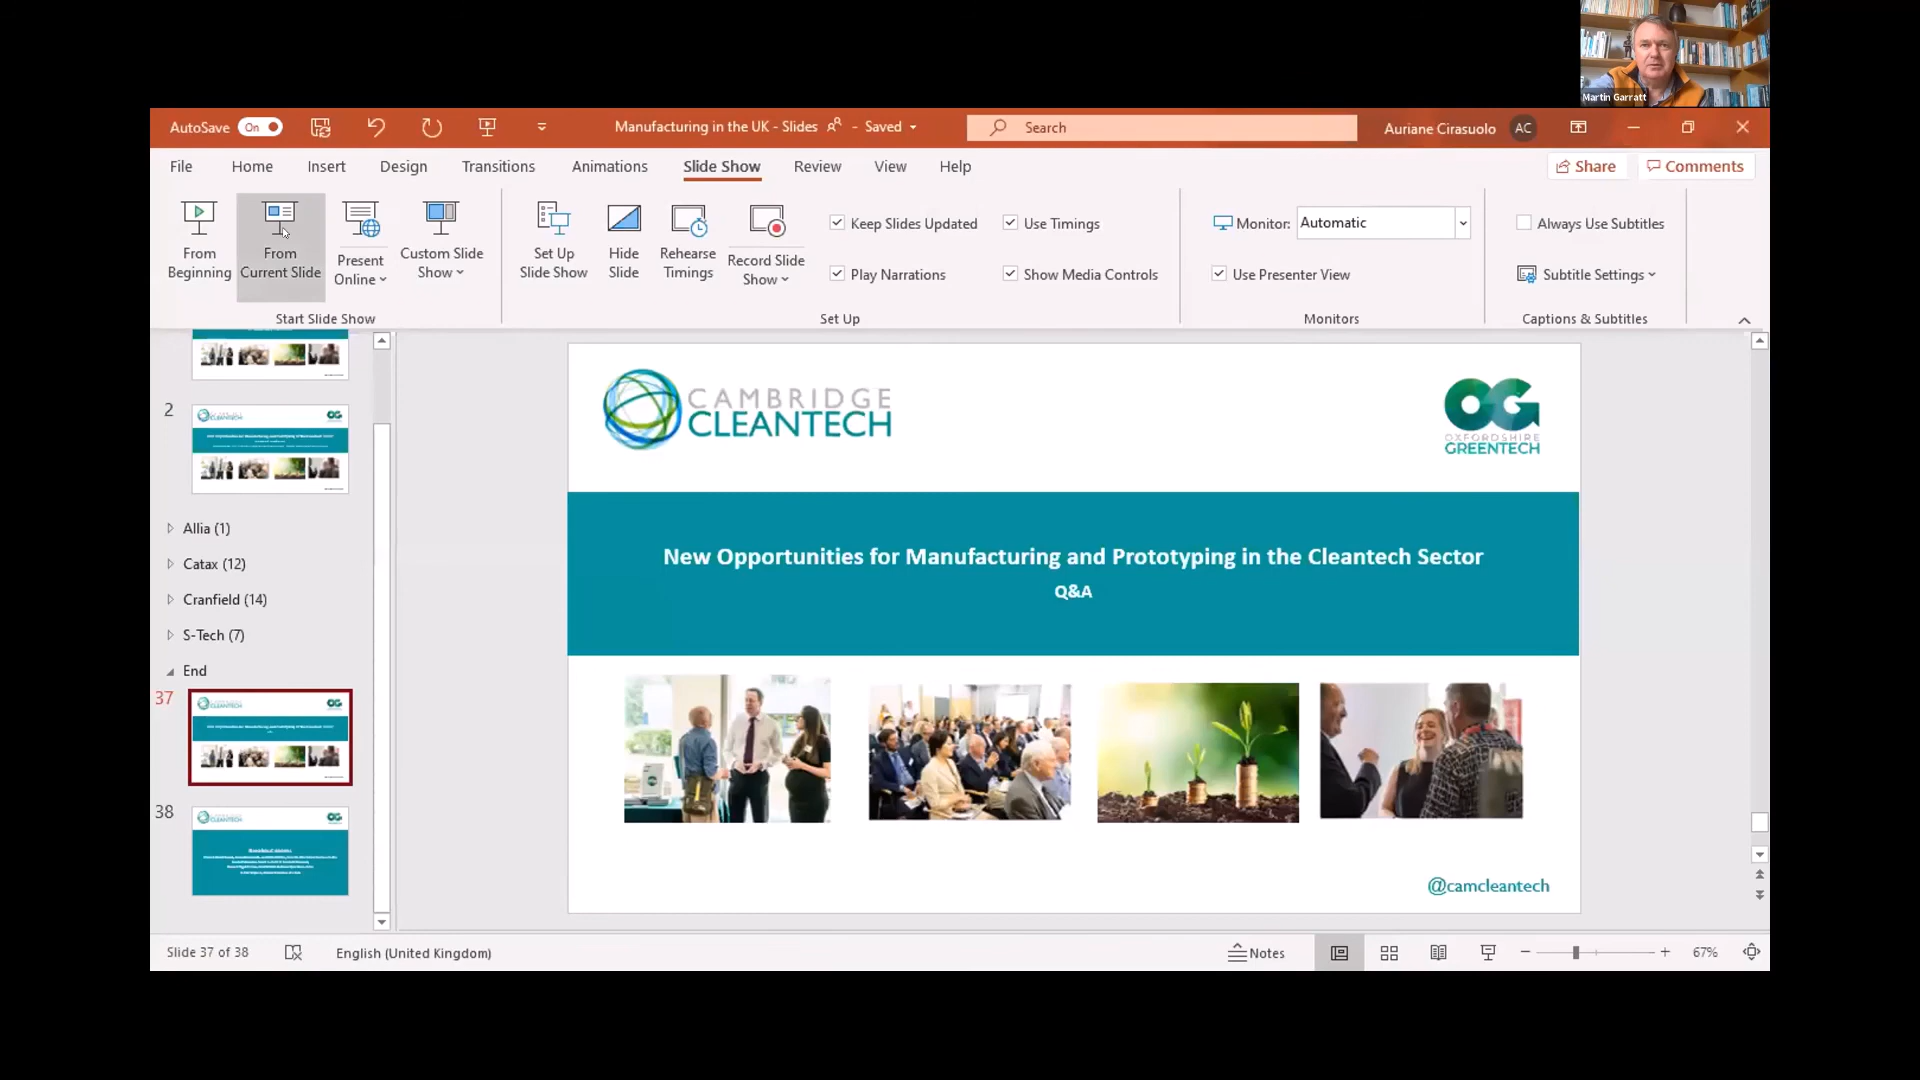 Martin Garratt
AutoSave On
Manufacturing in the UK - Slides - Saved
Search
Auriane Cirasuolo AC
File Home Insert Design Transitions Animations Slide Show Review View Help
Share Comments
From Beginning
From Current Slide
Present Online
Custom Slide Show
Start Slide Show
Set Up Slide Show
Hide Slide
Rehearse Timings
Record Slide Show
Keep Slides Updated
Use Timings
Play Narrations
Show Media Controls
Set Up
Monitor: Automatic
Use Presenter View
Monitors
Always Use Subtitles
Subtitle Settings
Captions & Subtitles
2
Allia (1)
Catax (12)
Cranfield (14)
S-Tech (7)
End
37
38
CAMBRIDGE
CLEANTECH
OG
OXFORDSHIRE
GREENTECH
New Opportunities for Manufacturing and Prototyping in the Cleantech Sector
Q&A
@camcleantech
Slide 37 of 38
English (United Kingdom)
Notes
67%